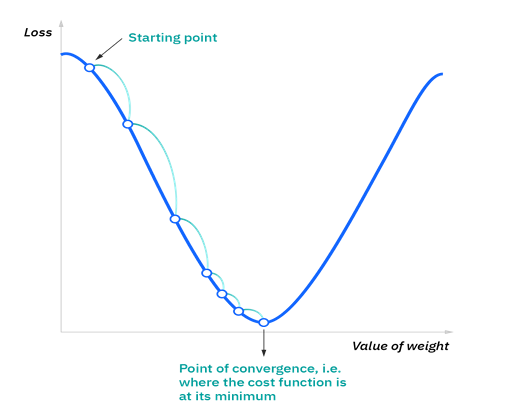 Loss
Starting point
Value of weight
Point of convergence, i.e.
where the cost function is
at its minimum